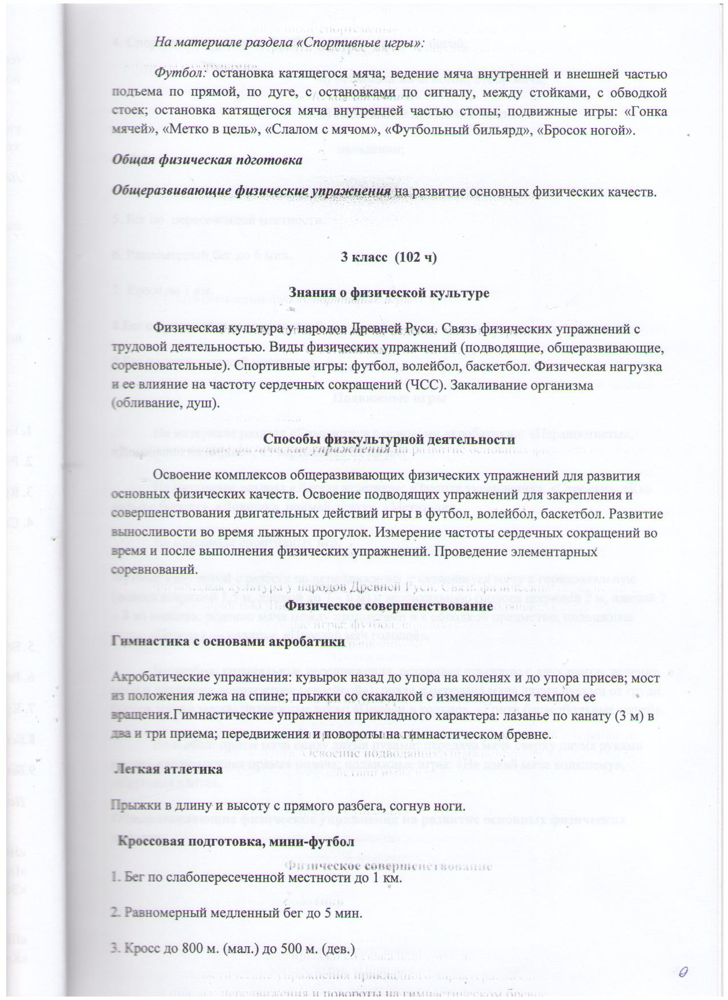 На материале раздела «Спортивные игры»:
Футбол: остановка катящегося мяча; ведение мяча внутренней и внешней частью
подъема по прямой, по дуге, с остановками по сигналу, между стойками, с обводкой
стоек; остановка катящегося мяча внутренней частью стопы; подвижные игры: «Гонка
мячей», «Метко в цель», «Слалом с мячом», «Футбольный бильярд», «Бросок ногой».
Общая физическая пдготовка
Общеразвивающие физические упражнения на развитие основных физических качеств.
3 класс (102 ч)
Знания о физической культуре
Физическая культура у народов Древней Руси. Связь физических упражнений с
трудовой деятельностью. Виды физических упражнений (подводящие, общеразвивающие,
соревновательные). Спортивные игры: футбол, волейбол, баскетбол. Физическая нагрузка
и ее влияние на частоту сердечных сокращений (ЧСС). Закаливание организма
(обливание, душ).
Способы физкультурной деятельности
Освоение комплексов общеразвивающих физических упражнений для развития
основных физических качеств. Освоение подводящих упражнений для закрепления и
совершенствования двигательных действий игры в футбол, волейбол, баскетбол. Развитие
выносливости во время лыжных прогулок. Измерение частоты сердечных сокращений во
время и после выполнения физических упражнений. Проведение элементарных
соревнований.
Физическое совершенствование
Гимнастика с основами акробатики
Акробатические упражнения: кувырок назад до упора на коленях и до упора присев; мост
из положения лежа на спине; прыжки со скакалкой с изменяющимся темпом ее
вращения.Гимнастические упражнения прикладного характера: лазанье по канату (3 м) в
два и три приема; передвижения и повороты на гимнастическом бревне.
Легкая атлетика
Прыжки в длину и высоту с прямого разбега, согнув ноги.
Кроссовая подготовка, мини-футбол
1. Бег по слабопересеченной местности до 1 км.
2. Равномерный медленный бег до 5 мин.
3. Кросс до 800 м. (мал.) до 500 м. (дев.)
9